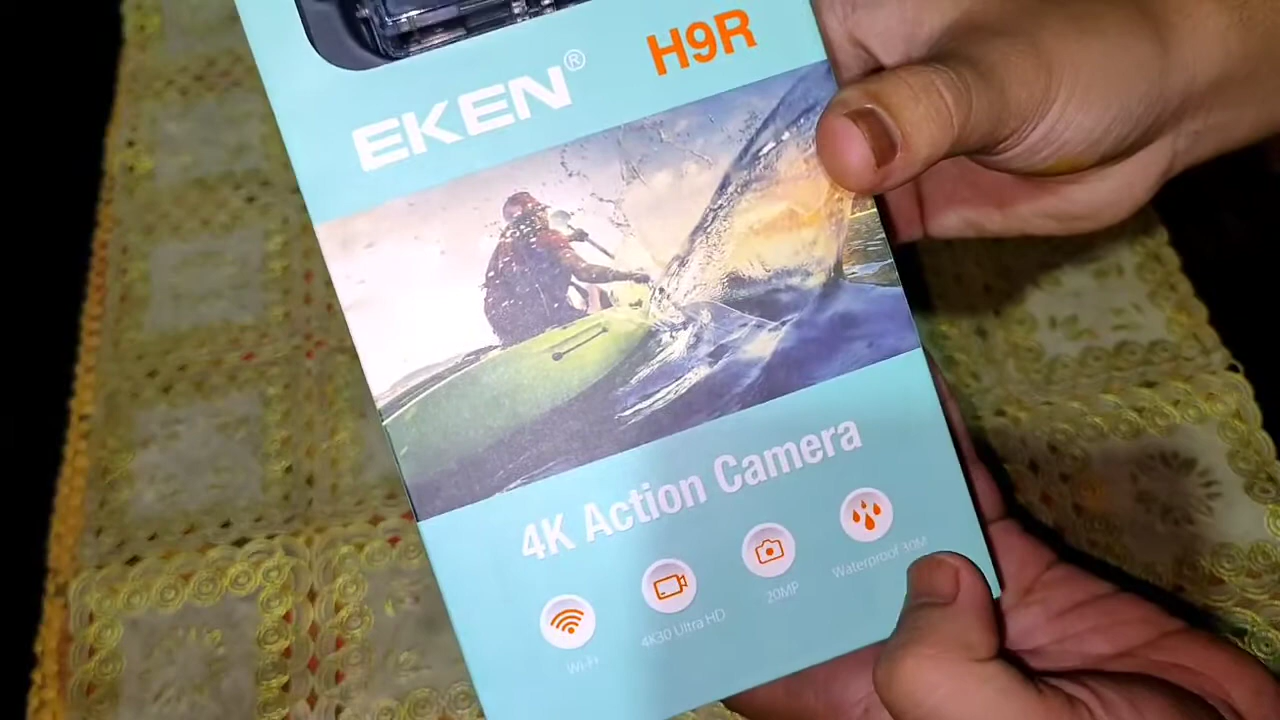 EKEN® H9R
4K Action Camera
Wi-Fi
4K30 Ultra HD
20MP
Waterproof 30M